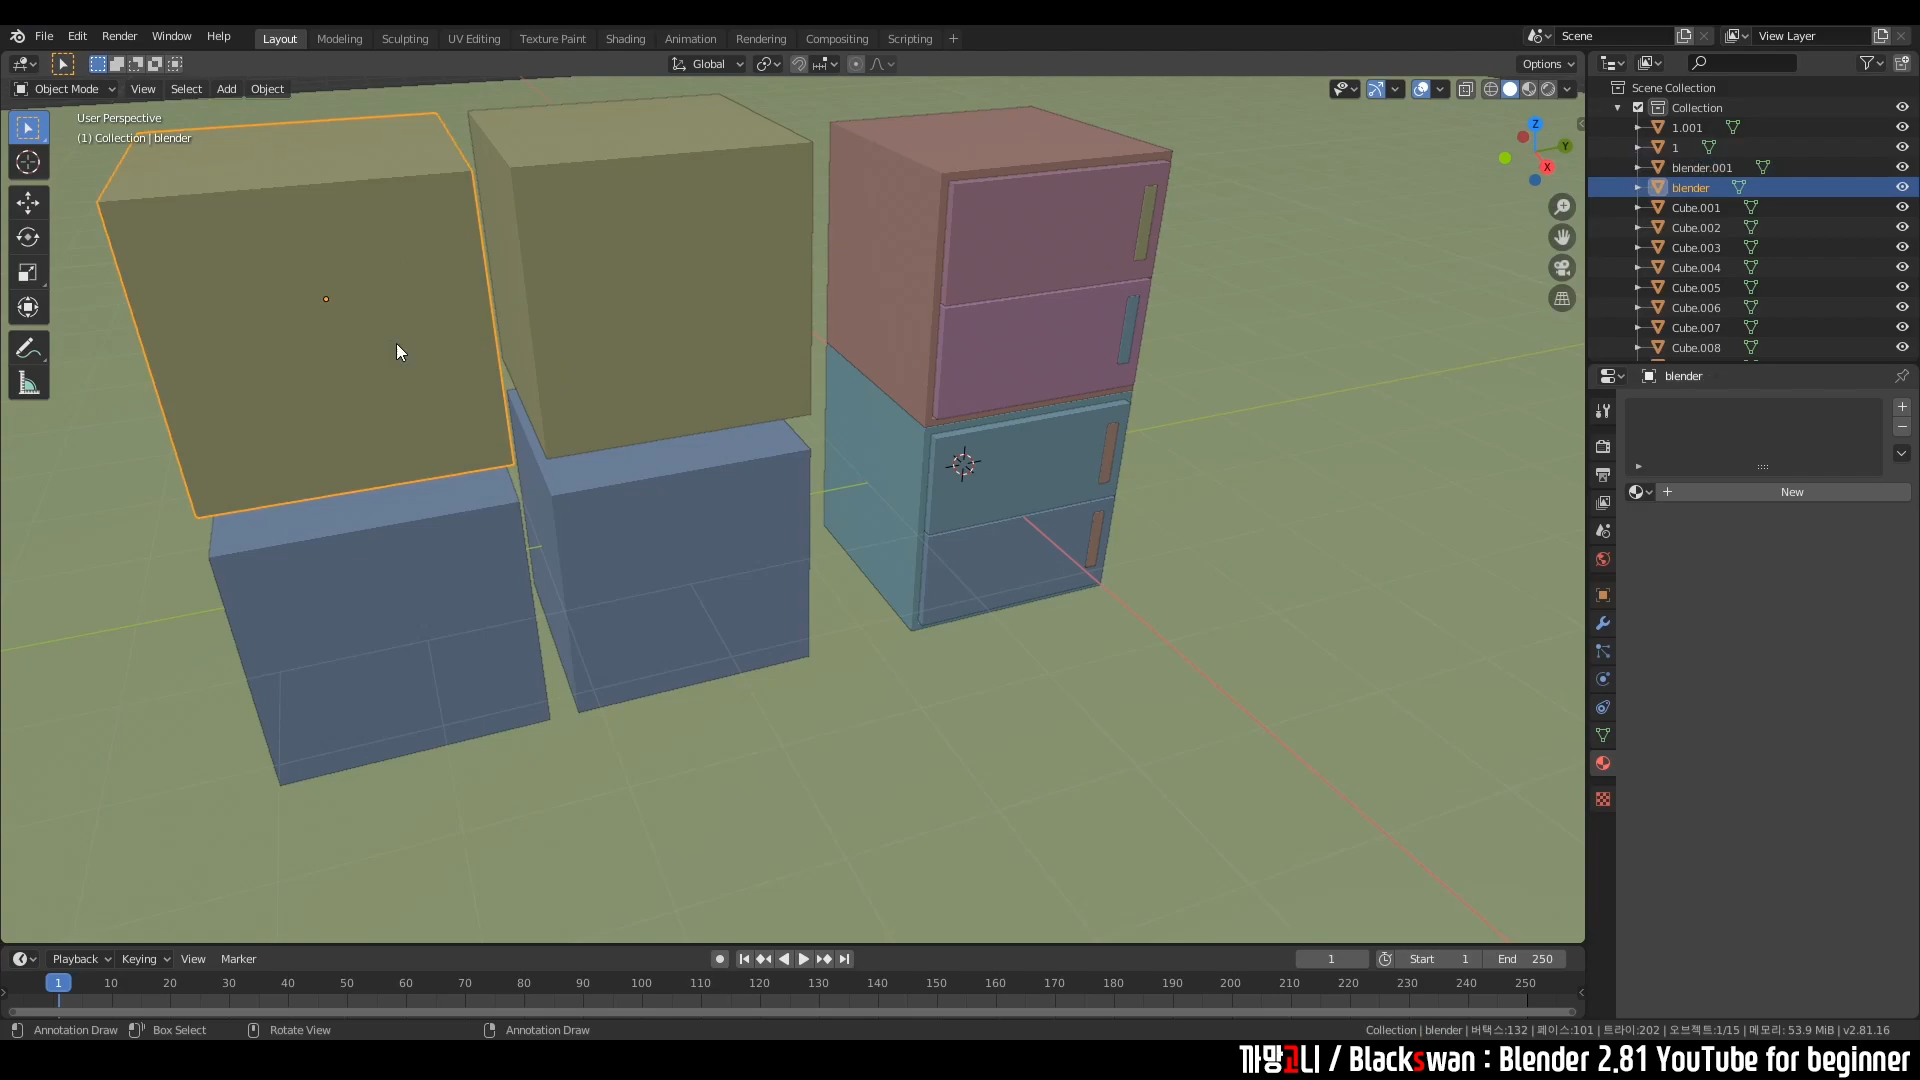 File Edit Render Window Help Layout Modeling Sculpting UV Editing Texture Paint Shading Animation Rendering Compositing Scripting + Scene View Layer
Global Options
Object Mode View Select Add Object
User Perspective
(1) Collection | blender
Z
Y
X
Scene Collection
Collection
1.001
1
blender.001
blender
Cube.001
Cube.002
Cube.003
Cube.004
Cube.005
Cube.006
Cube.007
Cube.008
blender
New
Playback Keying View Marker 1 Start 1 End 250
1 10 20 30 40 50 60 70 80 90 100 110 120 130 140 150 160 170 180 190 200 210 220 230 240 250
Annotation Draw Box Select Rotate View Annotation Draw Collection | blender | 버택스:132 | 페이스:101 | 트라이:202 | 오브젝트:1/15 | 메모리: 53.9 MiB | v2.81.16
까망고니 / Blackswan : Blender 2.81 YouTube for beginner